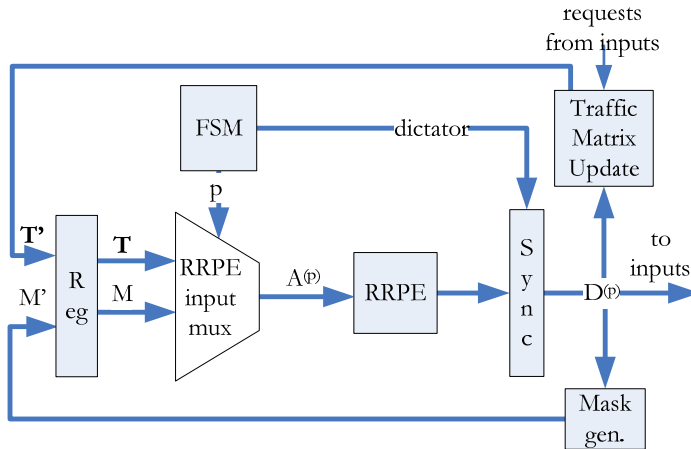 requests
from inputs
Traffic
Matrix
Update
FSM
dictator
p
T'
T
R
eg
M'
M
RRPE
input
mux
A(p)
RRPE
S
y
n
c
D(p)
to
inputs
Mask
gen.